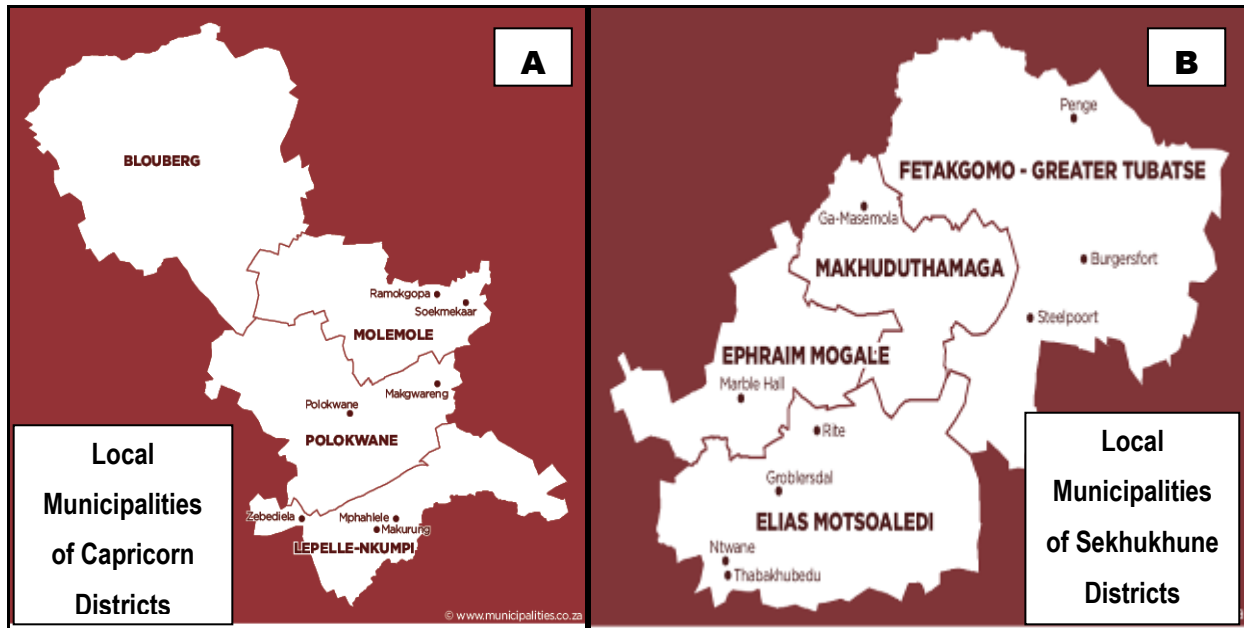 A
BLOUBERG
Ramokgopa
Soekmekaar
MOLEMOLE
Makgwareng
Polokwane
POLOKWANE
Zebediela
Mphahlele
Makurung
LEPELLE-NKUMPI
Local
Municipalities
of Capricorn
Districts
© www.municipalities.co.za
B
Penge
FETAKGOMO - GREATER TUBATSE
Ga-Masemola
MAKHUDUTHAMAGA
Burgersfort
Steelpoort
EPHRAIM MOGALE
Marble Hall
Rite
Groblersdal
ELIAS MOTSOALEDI
Ntwane
Thabakhubedu
Local
Municipalities
of Sekhukhune
Districts